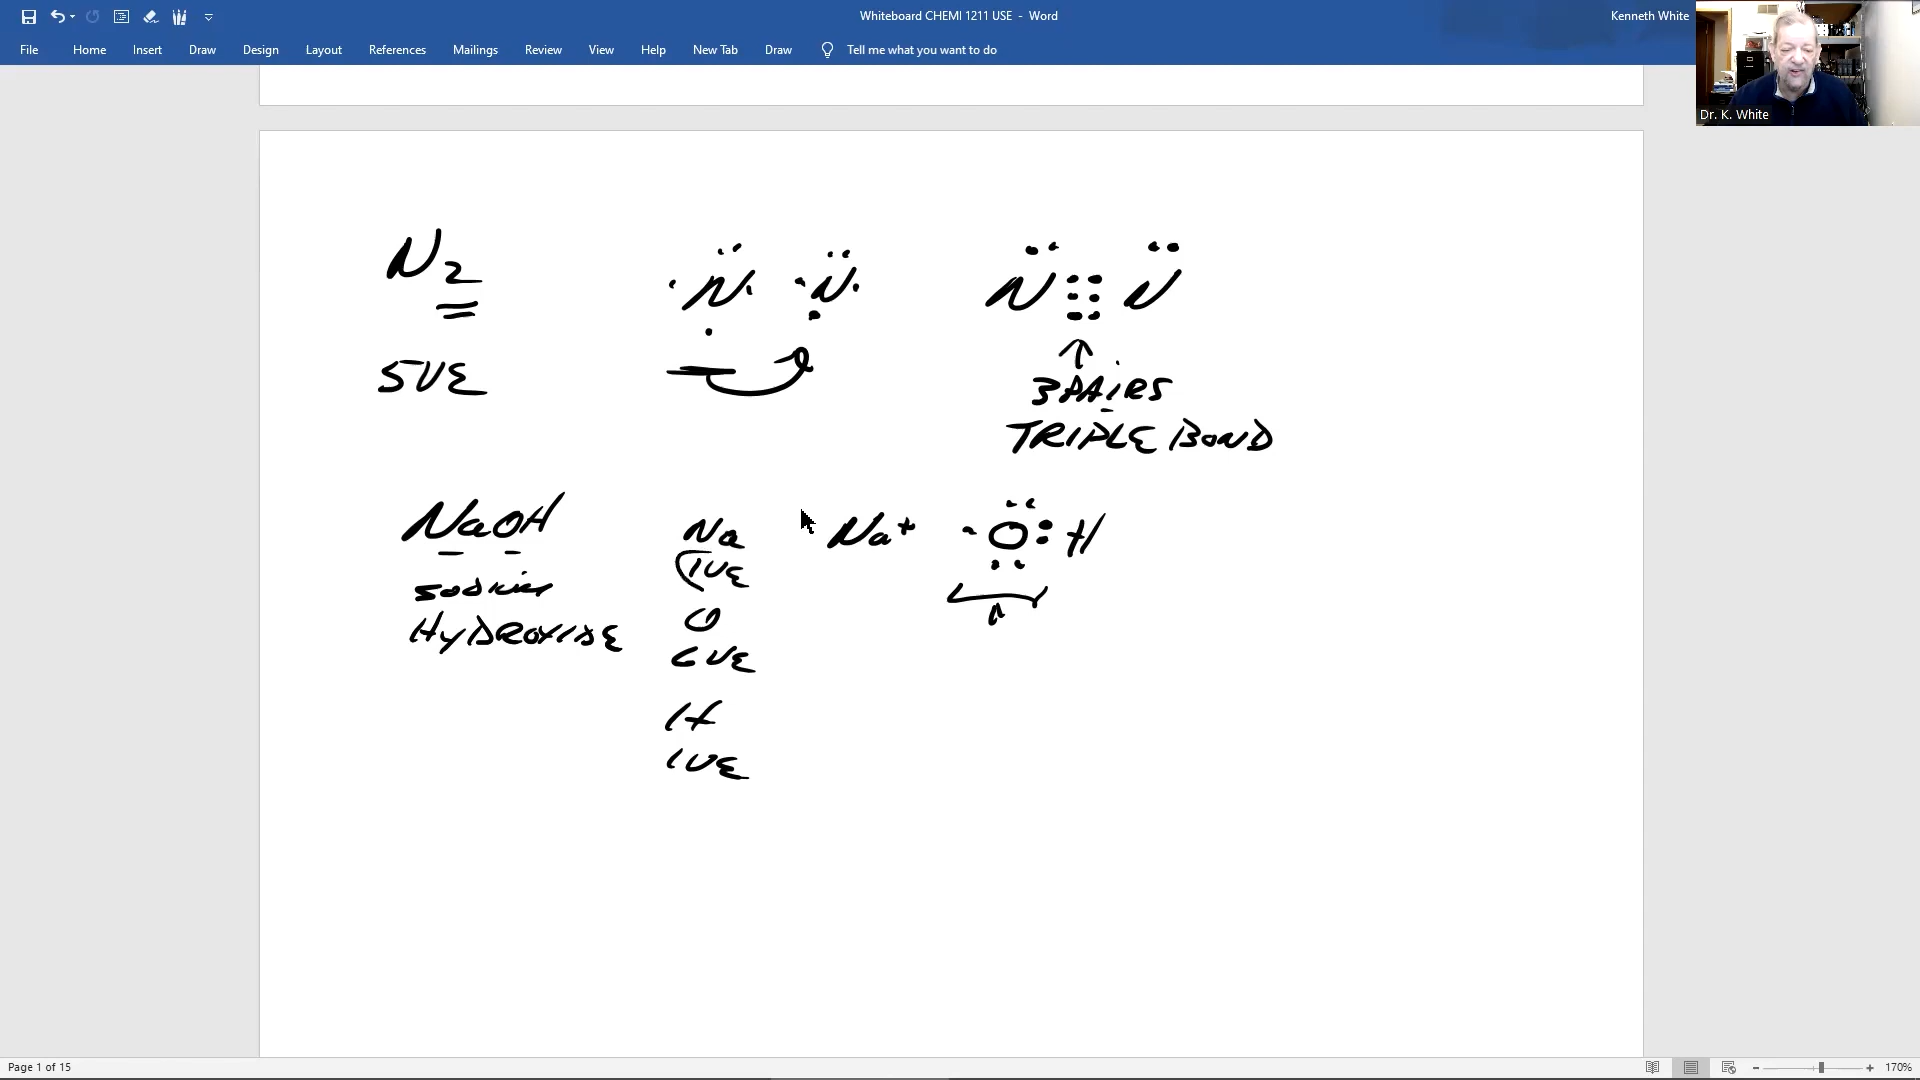 Whiteboard CHEMI 1211 USE - Word
Kenneth White
File Home Insert Draw Design Layout References Mailings Review View Help New Tab Draw Tell me what you want to do
Dr. K. White
N2
N N
N N
5VE
3 PAiRS
TRIPLE BOND
NaOH
Na
Na+ O H
1VE
SODium
HYDROXIDE
O
6VE
H
1VE
Page 1 of 15
170%